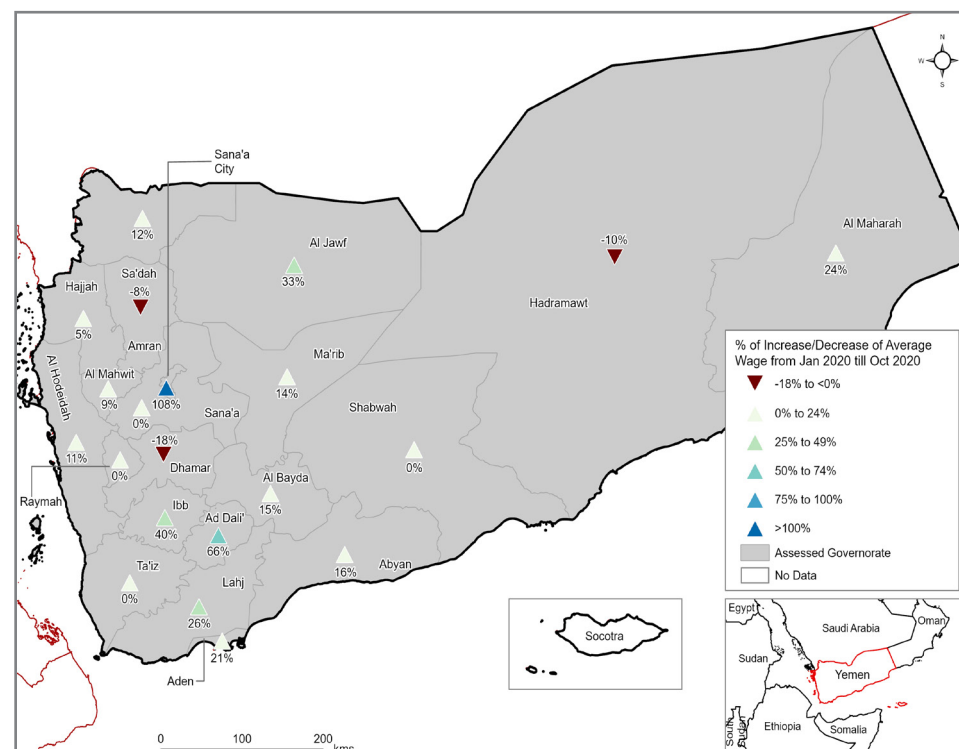 N
W
E
S
Sana'a
City
12%
Al Jawf
33%
-10%
Al Maharah
24%
Sa'dah
-8%
Hajjah
5%
Hadramawt
Amran
Ma'rib
14%
Al Hodeidah
Al Mahwit
9%
108%
0%
Sana'a
Shabwah
0%
11%
0%
-18%
Dhamar
Raymah
Al Bayda
15%
Ibb
40%
Ad Dali'
66%
Ta'iz
0%
Lahj
26%
16%
Abyan
21%
Aden
% of Increase/Decrease of Average
Wage from Jan 2020 till Oct 2020
-18% to <0%
0% to 24%
25% to 49%
50% to 74%
75% to 100%
>100%
Assessed Governorate
No Data
Socotra
Egypt
Saudi Arabia
Oman
Sudan
Yemen
South
Sudan
Ethiopia
Somalia
0 100 200
kms